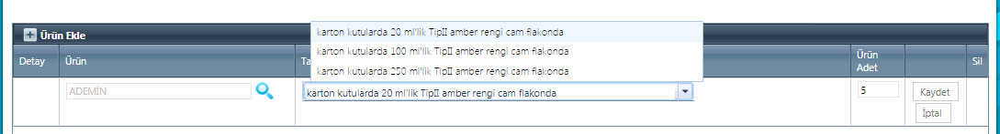 Ürün Ekle
Detay
Ürün
Ta
Ürün Adet
Sil
karton kutularda 20 ml'lik TipII amber rengi cam flakonda
karton kutularda 100 ml'lik TipII amber rengi cam flakonda
karton kutularda 250 ml'lik TipII amber rengi cam flakonda
ADEMİN
karton kutularda 20 ml'lik TipII amber rengi cam flakonda
5
Kaydet
İptal